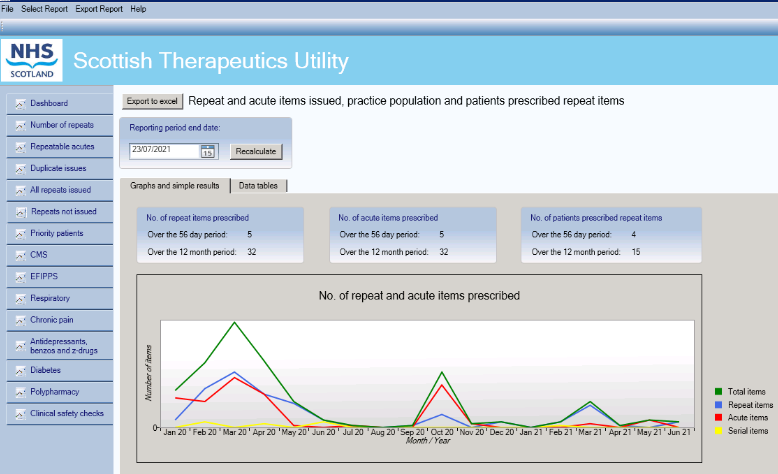 File Select Report Export Report Help
NHS
SCOTLAND
Scottish Therapeutics Utility
Dashboard
Number of repeats
Repeatable acutes
Duplicate issues
All repeats issued
Repeats not issued
Priority patients
CMS
EFIPPS
Respiratory
Chronic pain
Antidepressants,
benzos and z-drugs
Diabetes
Polypharmacy
Clinical safety checks
Export to excel Repeat and acute items issued, practice population and patients prescribed repeat items
Reporting period end date:
23/07/2021 15 Recalculate
Graphs and simple results Data tables
No. of repeat items prescribed
Over the 56 day period: 5
Over the 12 month period: 32
No. of acute items prescribed
Over the 56 day period: 5
Over the 12 month period: 32
No. of patients prescribed repeat items
Over the 56 day period: 4
Over the 12 month period: 15
No. of repeat and acute items prescribed
Number of items
0
Jan 20 Feb 20 Mar 20 Apr 20 May 20 Jun 20 Jul 20 Aug 20 Sep 20 Oct 20 Nov 20 Dec 20 Jan 21 Feb 21 Mar 21 Apr 21 May 21 Jun 21
Month / Year
Total items
Repeat items
Acute items
Serial items